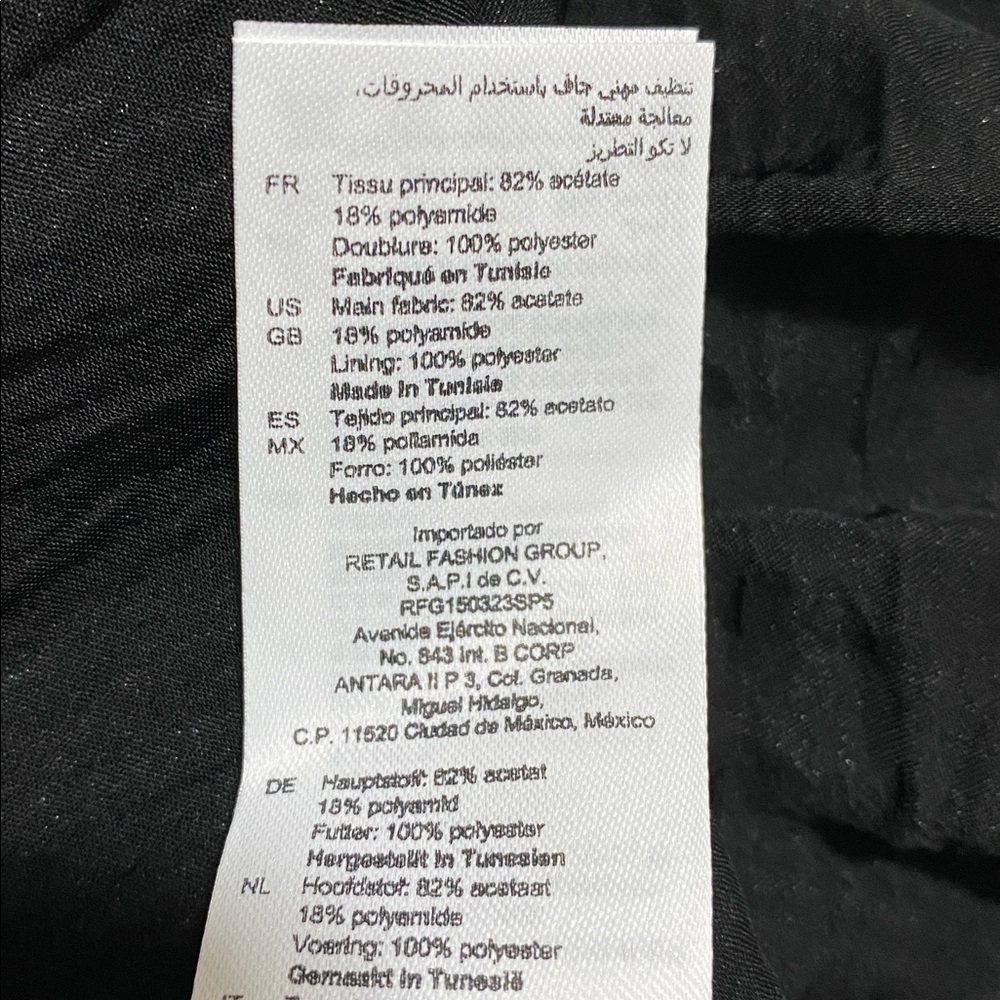 تنظيف مهني جاف باستخدام المحروقات،
معالجة معتدلة
لا تكو التطريز
FR Tissu principal: 82% acétate
18% polyamide
Doublure: 100% polyester
Fabriqué en Tunisie
US Main fabric: 82% acetate
GB 18% polyamide
Lining: 100% polyester
Made in Tunisia
ES Tejido principal: 82% acetato
MX 18% poliamida
Forro: 100% poliéster
Hecho en Túnez
Importado por
RETAIL FASHION GROUP,
S.A.P.I de C.V.
RFG150323SP5
Avenida Ejército Nacional,
No. 843 int. B CORP
ANTARA II P 3, Col. Granada,
Miguel Hidalgo,
C.P. 11520 Ciudad de México, México
DE Hauptstoff: 82% acetat
18% polyamid
Futter: 100% polyester
Hergestellt in Tunesien
NL Hoofdstof: 82% acetaat
18% polyamide
Voering: 100% polyester
Gemaakt in Tunesië